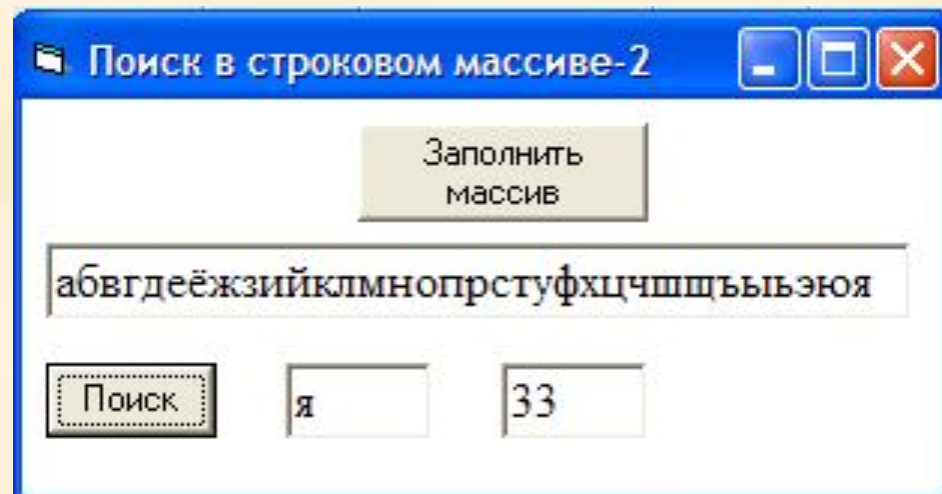 Поиск в строковом массиве-2
Заполнить
массив
абвгдеёжзийклмнопрстуфхцчшщъыьэюя
Поиск
я
33